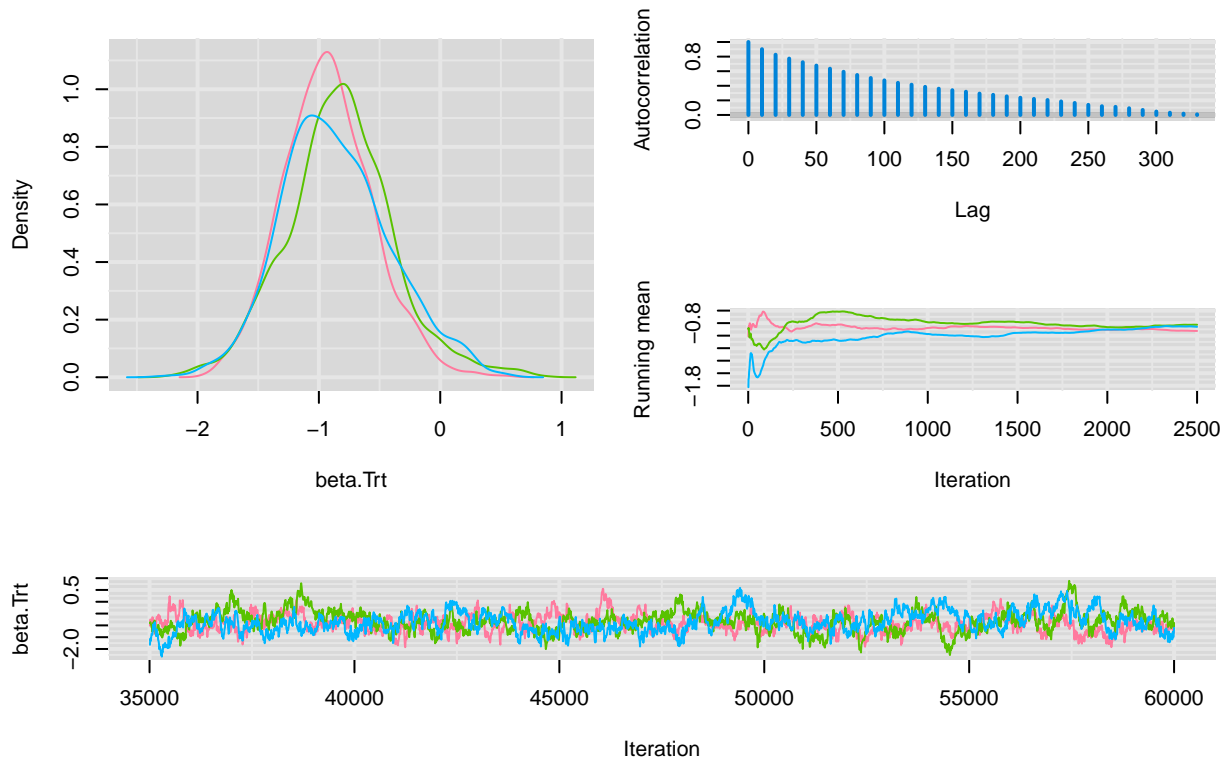 Density
0.0 0.2 0.4 0.6 0.8 1.0
−2 −1 0 1
beta.Trt
Autocorrelation
0.0 0.8
0 50 100 150 200 250 300
Lag
Running mean
−1.8 −0.8
0 500 1000 1500 2000 2500
Iteration
beta.Trt
−2.0 0.5
35000 40000 45000 50000 55000 60000
Iteration